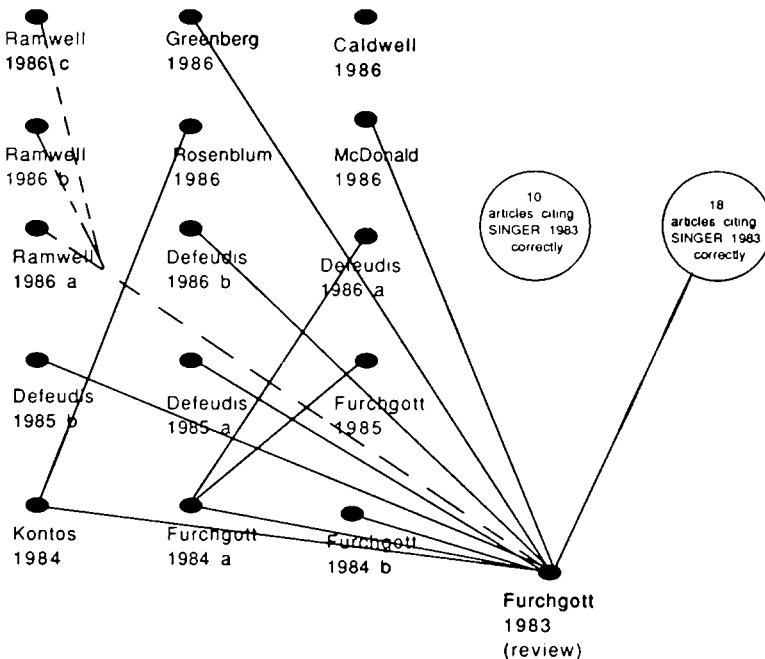 Ramwell
1986 c
Greenberg
1986
Caldwell
1986
Ramwell
1986 b
Rosenblum
1986
McDonald
1986
10
articles citing
SINGER 1983
correctly
18
articles citing
SINGER 1983
correctly
Ramwell
1986 a
Defeudis
1986 b
Defeudis
1986 a
Defeudis
1985 b
Defeudis
1985 a
Furchgott
1985
Kontos
1984
Furchgott
1984 a
Furchgott
1984 b
Furchgott
1983
(review)